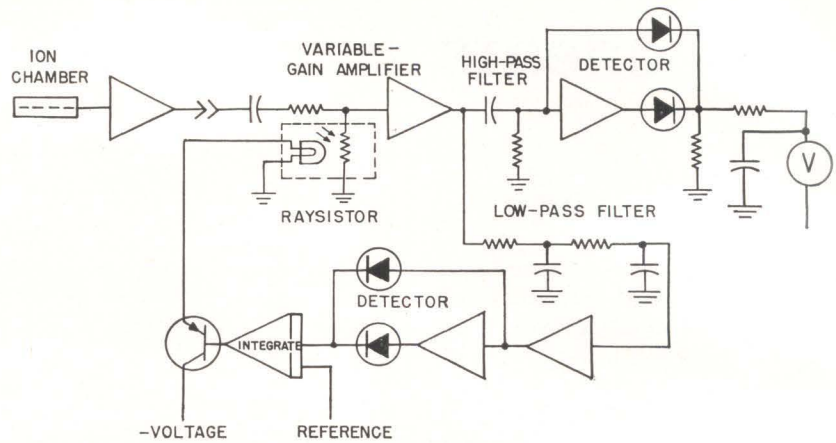 ION
CHAMBER
VARIABLE-
GAIN AMPLIFIER
HIGH-PASS
FILTER
DETECTOR
V
RAYSISTOR
LOW-PASS FILTER
DETECTOR
INTEGRATE
-VOLTAGE
REFERENCE